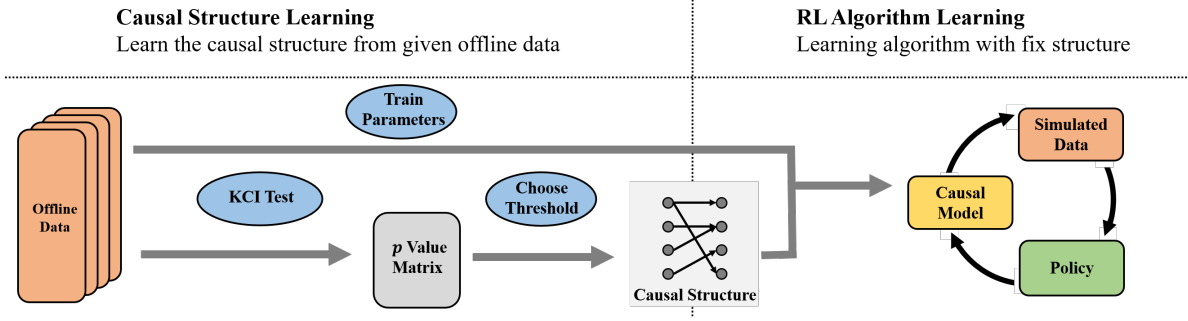 Causal Structure Learning
Learn the causal structure from given offline data
RL Algorithm Learning
Learning algorithm with fix structure
Train
Parameters
Simulated
Data
KCI Test
Choose
Threshold
Offline
Data
Causal
Model
p Value
Matrix
Policy
Causal Structure